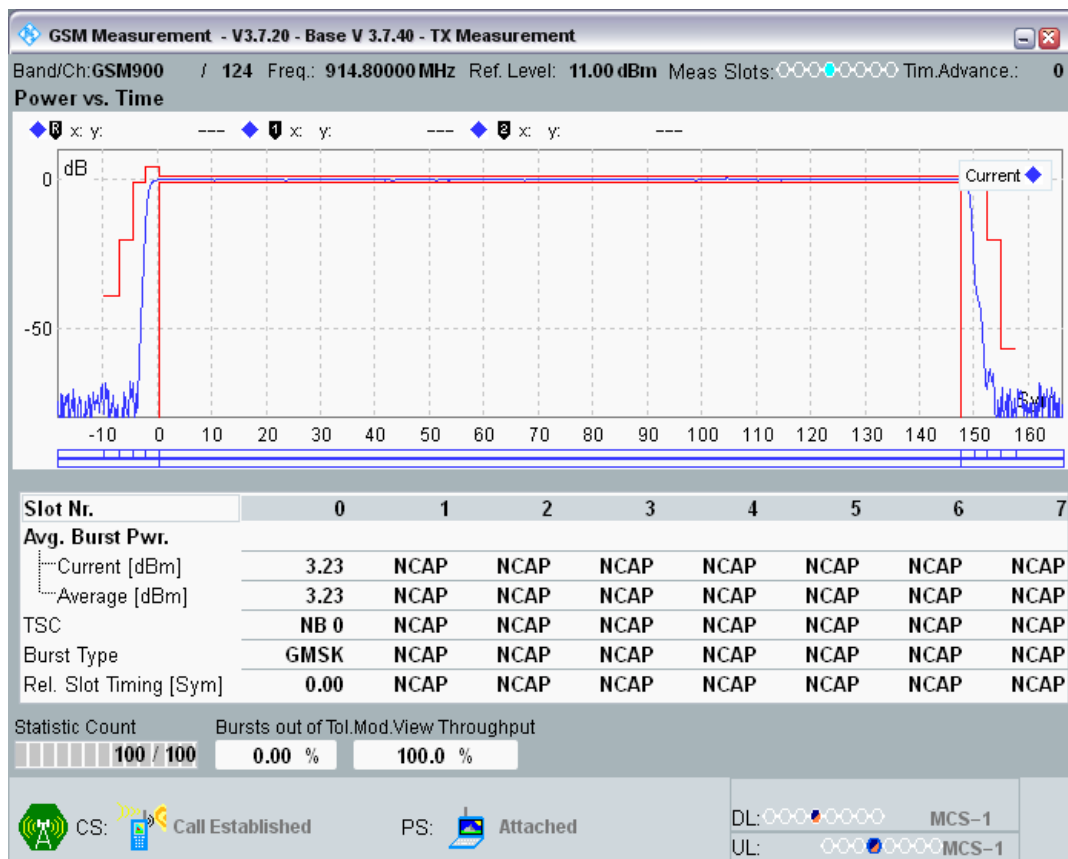 GSM Measurement - V3.7.20 - Base V 3.7.40 - TX Measurement
Band/Ch:GSM900 / 124 Freq.: 914.80000 MHz Ref. Level: 11.00 dBm Meas Slots: Tim.Advance.: 0
Power vs. Time
R x: y: --- 1 x: y: --- 2 x: y: ---
dB
Current
0
-50
-10 0 10 20 30 40 50 60 70 80 90 100 110 120 130 140 150 160
Slot Nr. 0 1 2 3 4 5 6 7
Avg. Burst Pwr.
Current [dBm] 3.23 NCAP NCAP NCAP NCAP NCAP NCAP NCAP
Average [dBm] 3.23 NCAP NCAP NCAP NCAP NCAP NCAP NCAP
TSC NB 0 NCAP NCAP NCAP NCAP NCAP NCAP NCAP
Burst Type GMSK NCAP NCAP NCAP NCAP NCAP NCAP NCAP
Rel. Slot Timing [Sym] 0.00 NCAP NCAP NCAP NCAP NCAP NCAP NCAP
Statistic Count Bursts out of Tol.Mod.View Throughput
100 / 100 0.00 % 100.0 %
CS: Call Established PS: Attached
DL: MCS-1
UL: MCS-1